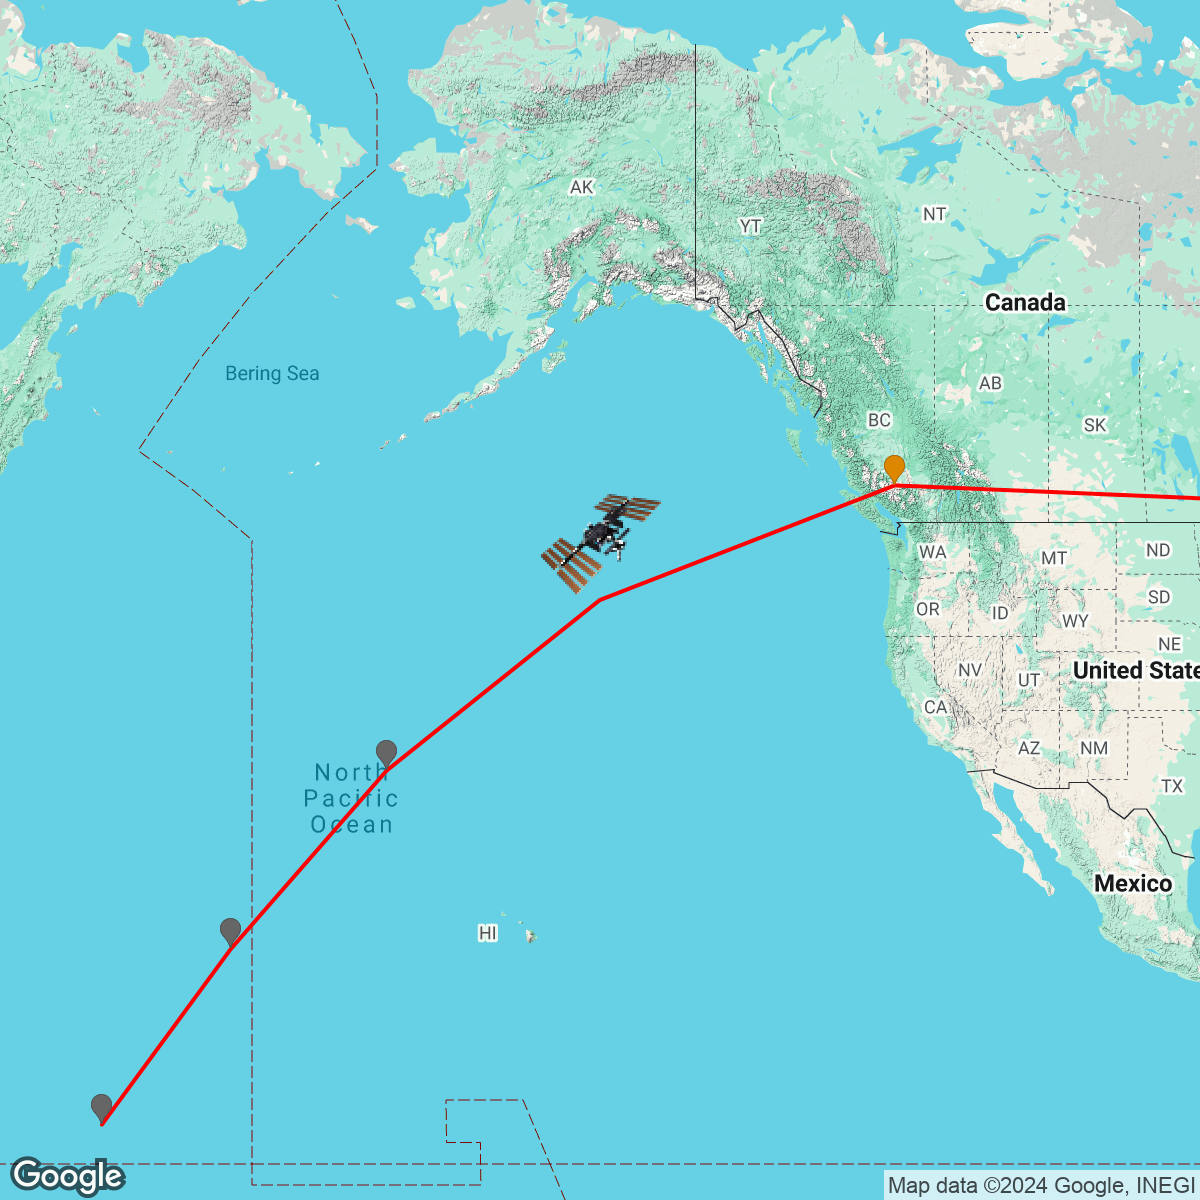 AK
YT
NT
Canada
Bering Sea
AB
BC
SK
WA
MT
ND
OR
ID
SD
WY
NE
NV
UT
United State
CA
AZ
NM
North
Pacific
Ocean
TX
Mexico
HI
Google
Map data ©2024 Google, INEGI